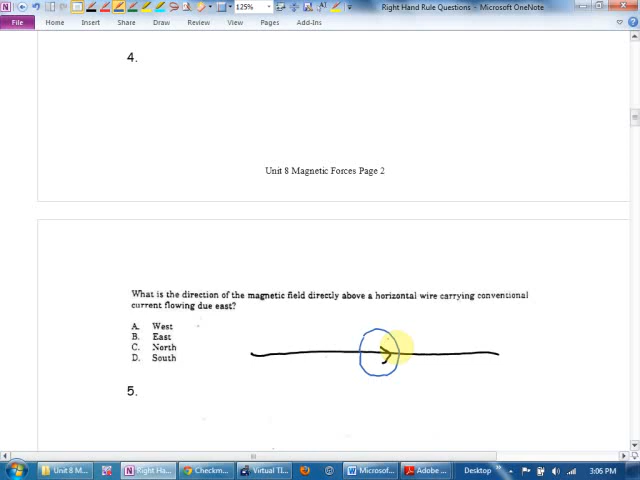 Right Hand Rule Questions - Microsoft OneNote
File Home Insert Share Draw Review View Pages Add-Ins
125%
4.
Unit 8 Magnetic Forces Page 2
What is the direction of the magnetic field directly above a horizontal wire carrying conventional
current flowing due east?
A. West
B. East
C. North
D. South
5.
Unit 8 M... Right Han... Checkm... Virtual TI... Microsof... Adobe R... Desktop 3:06 PM